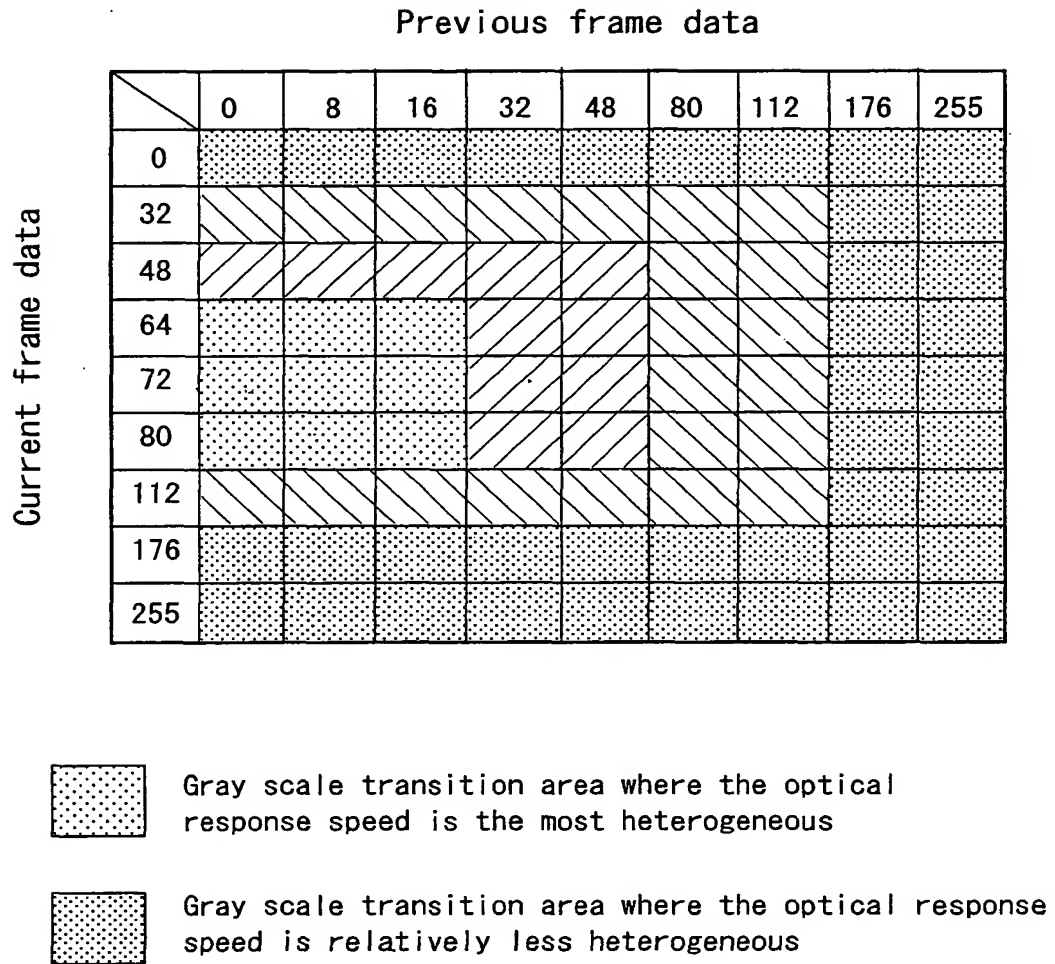 Previous frame data
0 8 16 32 48 80 112 176 255
0
32
48
64
72
80
112
176
255
Current frame data
Gray scale transition area where the optical
response speed is the most heterogeneous
Gray scale transition area where the optical response
speed is relatively less heterogeneous